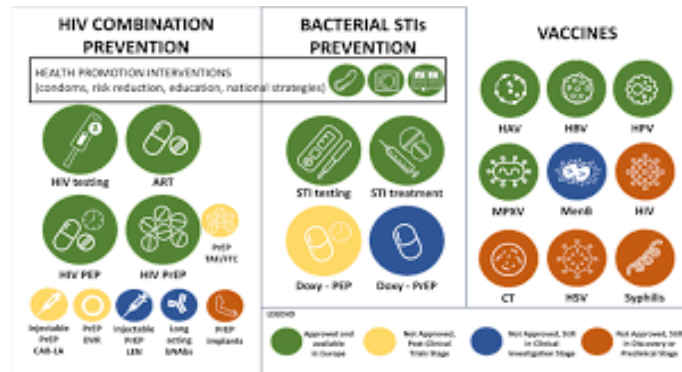 HIV COMBINATION
PREVENTION
BACTERIAL STIs
PREVENTION
VACCINES
HEALTH PROMOTION INTERVENTIONS
(condoms, risk reduction, education, national strategies)
HIV testing
ART
STI testing
STI treatment
HAV
HBV
HPV
MPXV
MenB
HIV
HIV PEP
HIV PrEP
PrEP
TAF/FTC
Doxy - PEP
Doxy - PrEP
CT
HSV
Syphilis
Injectable
PrEP
CAB-LA
PrEP
DVR
Injectable
PrEP
LEN
Long
acting
bNAbs
PrEP
Implants
LEGEND
Approved and
available
in Europe
Not Approved,
Post-Clinical
Trials Stage
Not Approved, Still
in Clinical
Investigation Stage
Not Approved, Still
in Discovery or
Preclinical Stage